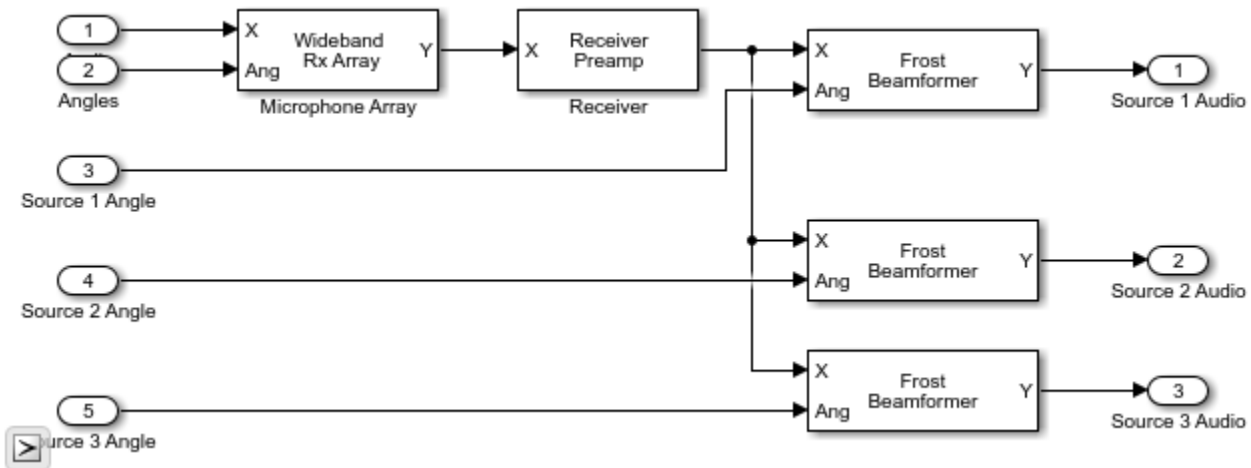 1
X
Wideband
Rx Array
Y
X
Receiver
Preamp
X
Frost
Beamformer
Y
1
2
Ang
Ang
Angles
Microphone Array
Receiver
Source 1 Audio
3
Source 1 Angle
X
Frost
Beamformer
Y
2
4
Ang
Source 2 Angle
Source 2 Audio
X
Frost
Beamformer
Y
3
5
Ang
Source 3 Audio
urce 3 Angle